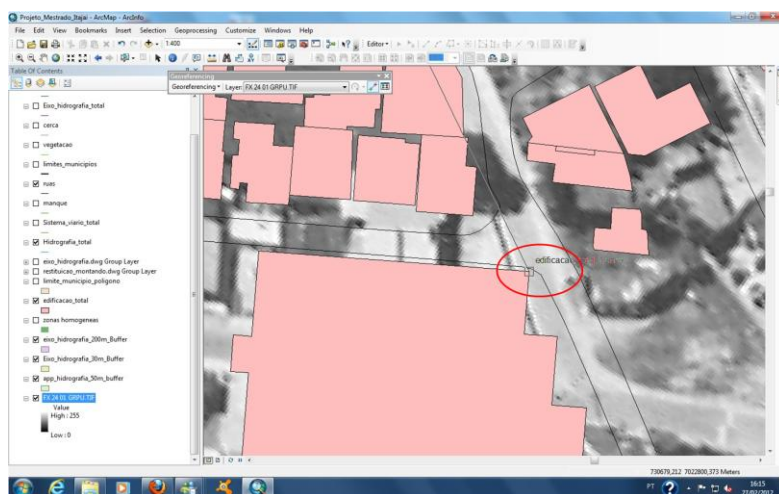 Projeto_Mestrado_Itajaí - ArcMap - ArcInfo
File Edit View Bookmarks Insert Selection Geoprocessing Customize Windows Help
1:400
Editor
Table Of Contents
Georeferencing
Georeferencing Layer: FX 24 01 GRPU.TIF
Eixo_hidrografia_total
cerca
vegetacao
limites_municipios
ruas
manque
Sistema_viario_total
Hidrografia_total
eixo_hidrografia.dwg Group Layer
restituicao_montando.dwg Group Layer
limite_municipio_poligono
edificacao_total
zonas homogeneas
eixo_hidrografia_200m_Buffer
Eixo_hidrografia_30m_Buffer
app_hidrografia_50m_buffer
FX 24 01 GRPU.TIF
Value
High : 255
Low : 0
edificacao
730679,212 7022800,373 Meters
PT
16:15